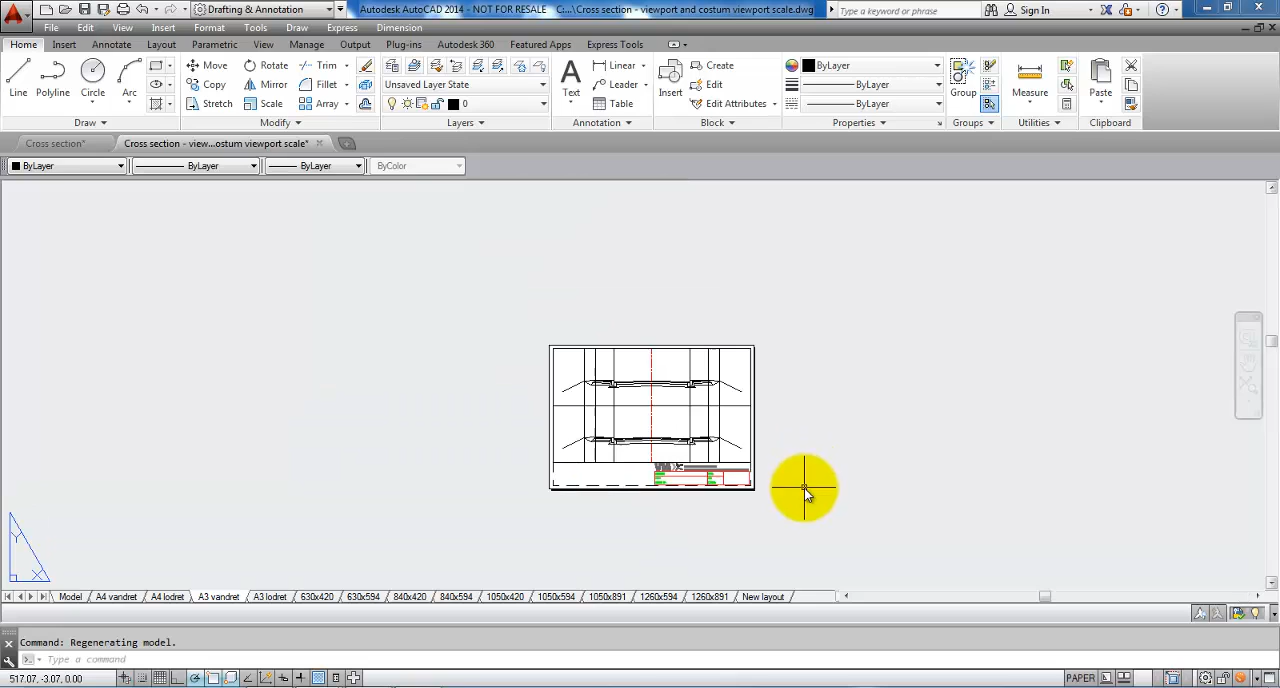 Drafting & Annotation
Autodesk AutoCAD 2014 - NOT FOR RESALE C:...\Cross section - viewport and costum viewport scale.dwg
Type a keyword or phrase
Sign In
File Edit View Insert Format Tools Draw Express Dimension
Home Insert Annotate Layout Parametric View Manage Output Plug-ins Autodesk 360 Featured Apps Express Tools
Line Polyline Circle Arc
Move Rotate Trim
Copy Mirror Fillet
Stretch Scale Array
Unsaved Layer State
0
Text
Linear
Leader
Table
Insert
Create
Edit
Edit Attributes
ByLayer
ByLayer
ByLayer
Group
Measure
Paste
Draw Modify Layers Annotation Block Properties Groups Utilities Clipboard
Cross section* Cross section - view...ostum viewport scale*
ByLayer ByLayer ByLayer ByColor
Y
X
Model A4 vandret A4 lodret A3 vandret A3 lodret 630x420 630x594 840x420 840x594 1050x420 1050x594 1050x891 1260x594 1260x891 New layout
Command: Regenerating model.
Type a command
517.07, -3.07, 0.00
PAPER